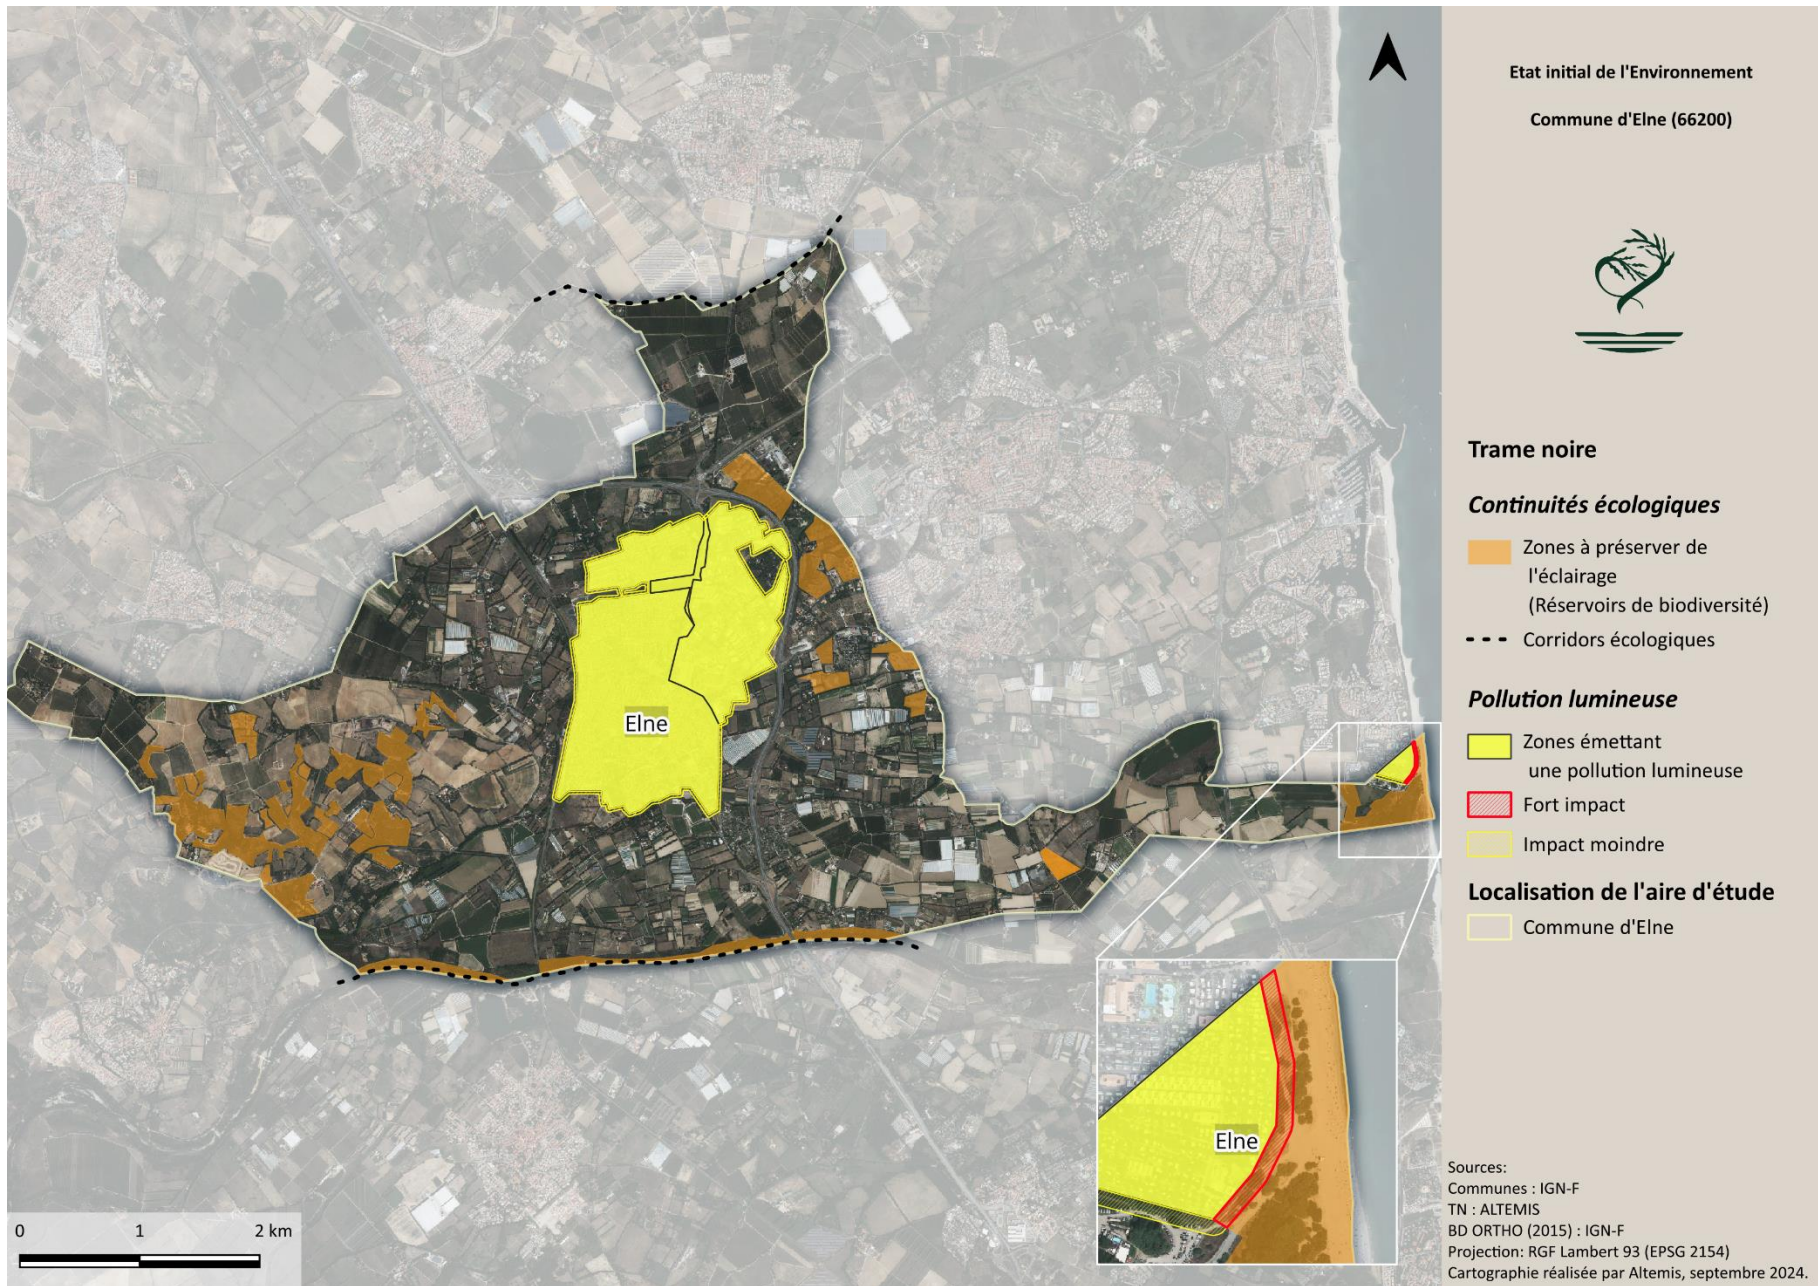 Etat initial de l'Environnement
Commune d'Elne (66200)
Trame noire
Continuités écologiques
Zones à préserver de
l'éclairage
(Réservoirs de biodiversité)
Corridors écologiques
Pollution lumineuse
Zones émettant
une pollution lumineuse
Fort impact
Impact moindre
Localisation de l'aire d'étude
Commune d'Elne
Elne
Elne
0 1 2 km
Sources:
Communes : IGN-F
TN : ALTEMIS
BD ORTHO (2015) : IGN-F
Projection: RGF Lambert 93 (EPSG 2154)
Cartographie réalisée par Altemis, septembre 2024.